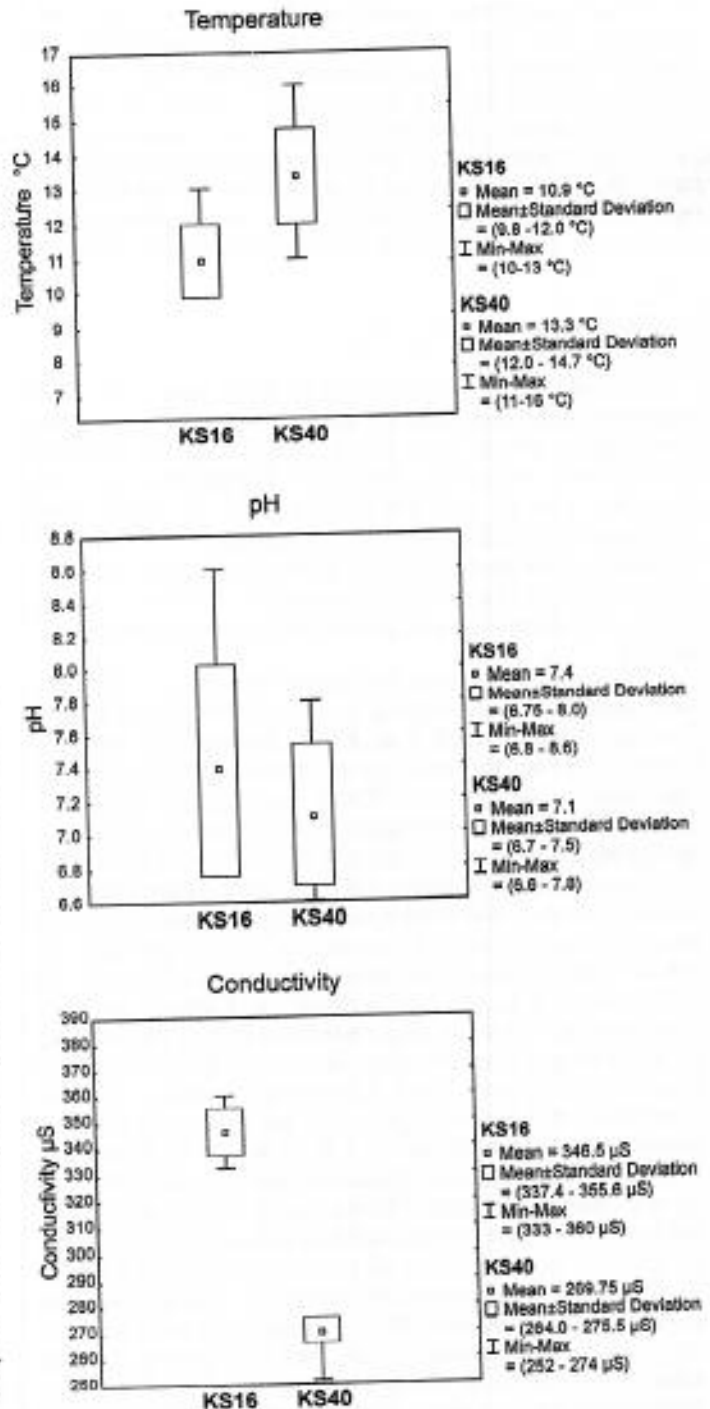 Temperature
17
16
15
14
13
12
11
10
9
8
7
Temperature °C
KS16 KS40
KS16
Mean = 10.9 °C
Mean±Standard Deviation
= (9.8 -12.0 °C)
Min-Max
= (10-13 °C)
KS40
Mean = 13.3 °C
Mean±Standard Deviation
= (12.0 - 14.7 °C)
Min-Max
= (11-16 °C)
pH
8.8
8.6
8.4
8.2
8.0
7.8
7.6
7.4
7.2
7.0
6.8
6.6
pH
KS16 KS40
KS16
Mean = 7.4
Mean±Standard Deviation
= (6.75 - 8.0)
Min-Max
= (6.8 - 8.6)
KS40
Mean = 7.1
Mean±Standard Deviation
= (6.7 - 7.5)
Min-Max
= (6.6 - 7.8)
Conductivity
390
380
370
360
350
340
330
320
310
300
290
280
270
260
250
Conductivity µS
KS16 KS40
KS16
Mean = 346.5 µS
Mean±Standard Deviation
= (337.4 - 355.6 µS)
Min-Max
= (333 - 360 µS)
KS40
Mean = 269.75 µS
Mean±Standard Deviation
= (264.0 - 275.5 µS)
Min-Max
= (252 - 274 µS)